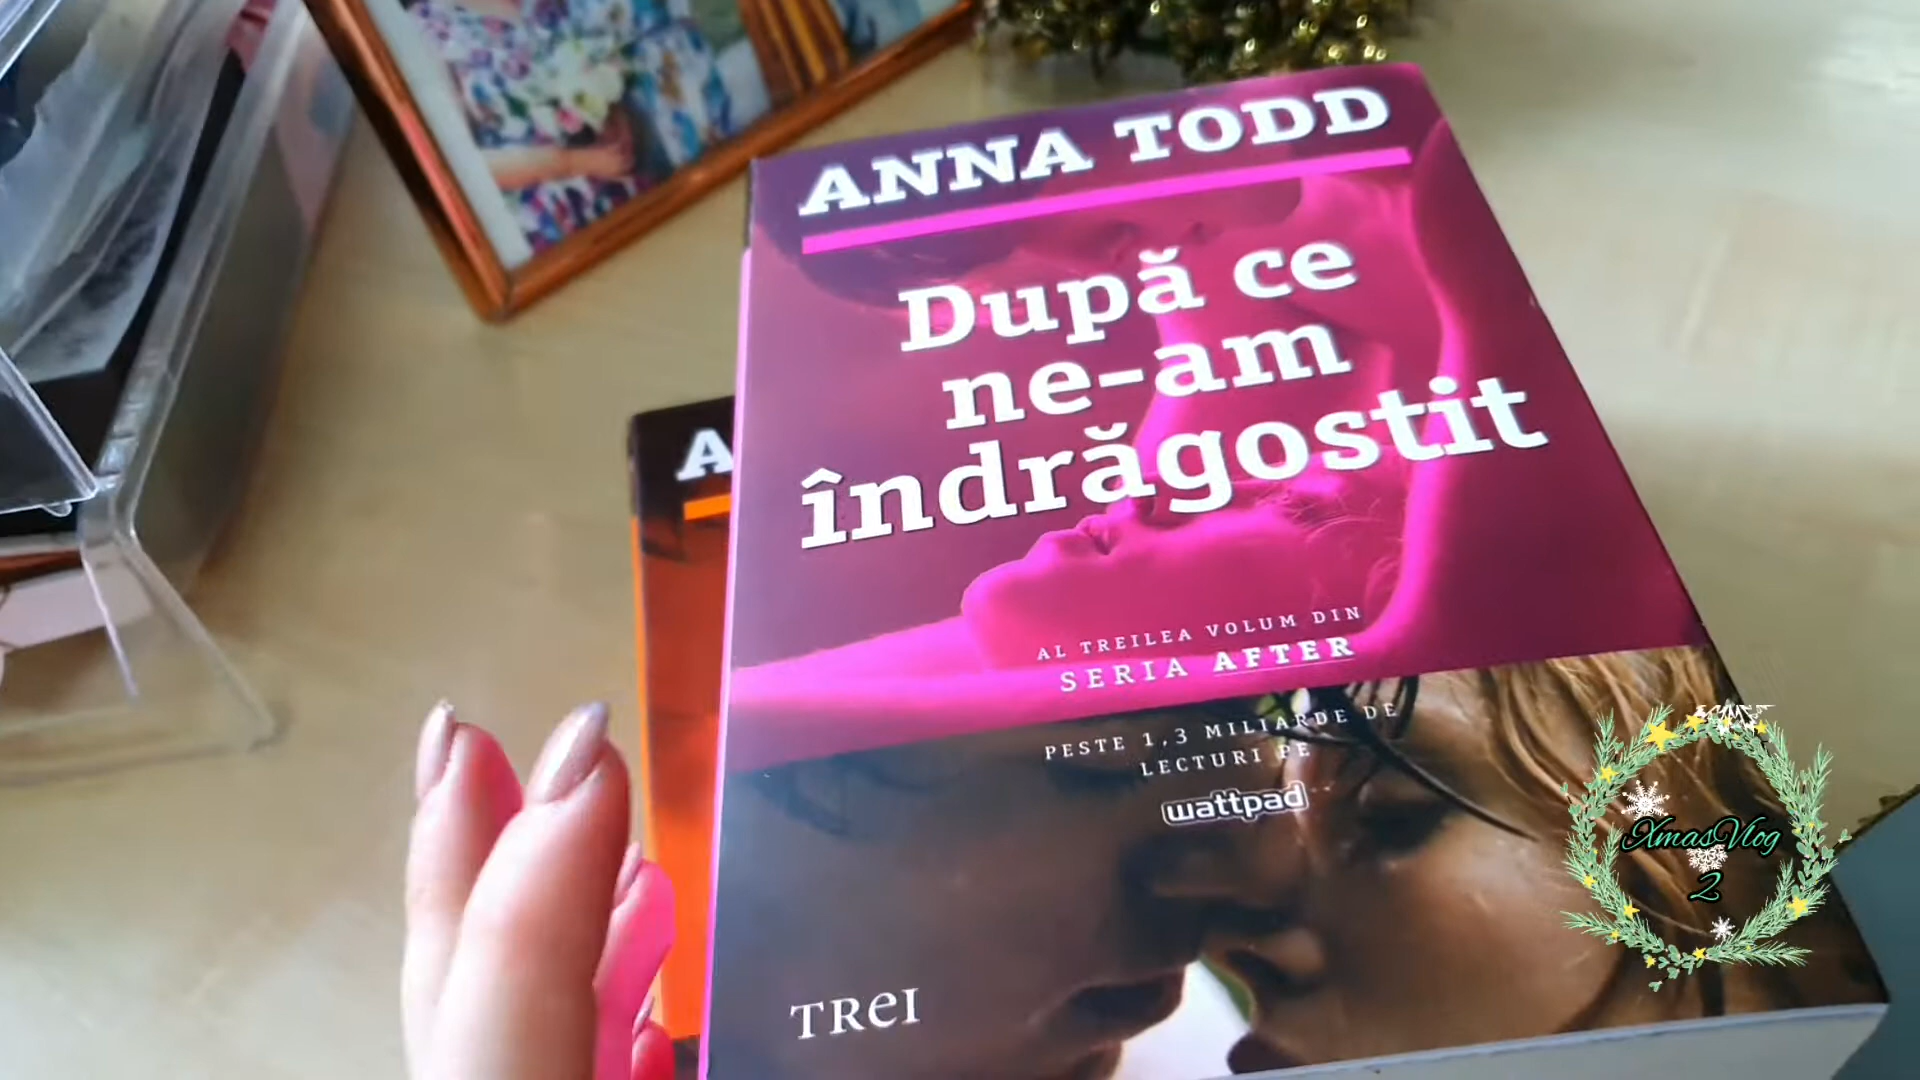 ANNA TODD
După ce
ne-am
îndrăgostit
AL TREILEA VOLUM DIN
SERIA AFTER
PESTE 1,3 MILIARDE DE
LECTURI PE
wattpad
TREI
A
XmasVlog
2